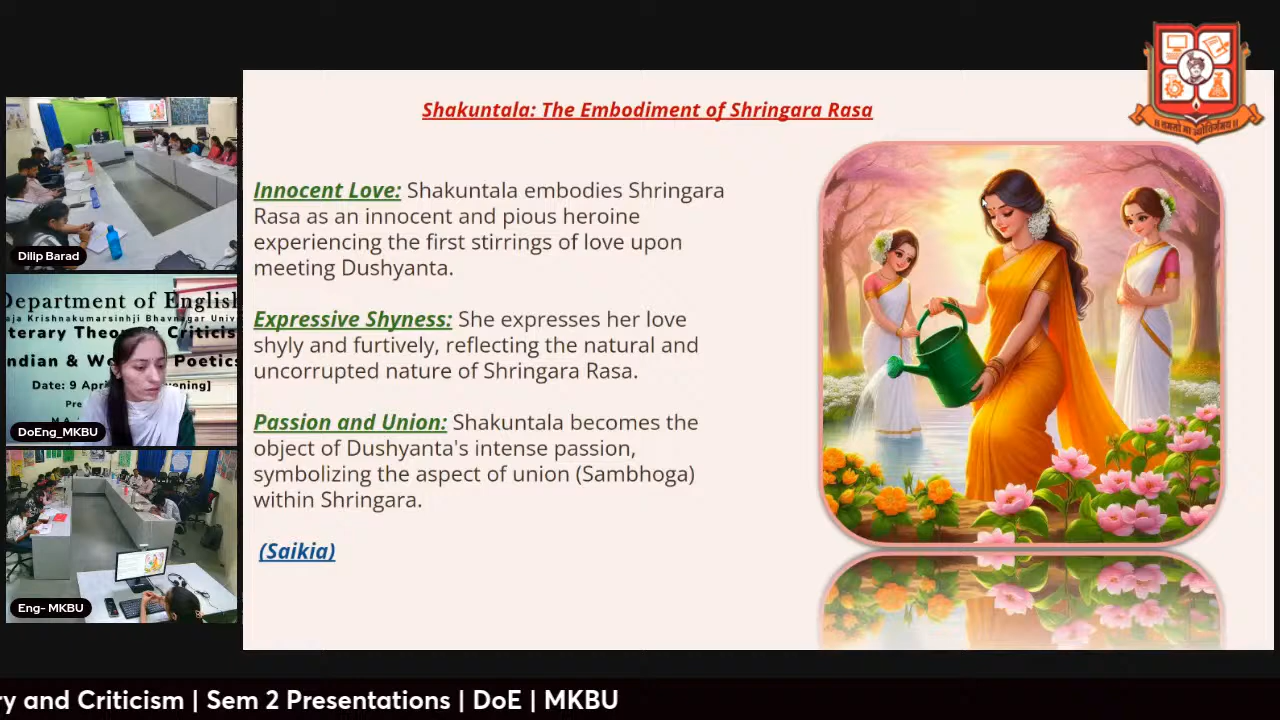 Shakuntala: The Embodiment of Shringara Rasa
Innocent Love: Shakuntala embodies Shringara
Rasa as an innocent and pious heroine
experiencing the first stirrings of love upon
meeting Dushyanta.
Expressive Shyness: She expresses her love
shyly and furtively, reflecting the natural and
uncorrupted nature of Shringara Rasa.
Passion and Union: Shakuntala becomes the
object of Dushyanta's intense passion,
symbolizing the aspect of union (Sambhoga)
within Shringara.
(Saikia)
|| तमसो मा ज्योतिर्गमय ||
Dilip Barad
Department of English
aja Krishnakumarsinhji Bhavnagar Univ
terary Theo & Criticis
ndian & We Poetics
Date: 9 Apri ening]
Pre
DoEng_MKBU
Eng- MKBU
ry and Criticism | Sem 2 Presentations | DoE | MKBU